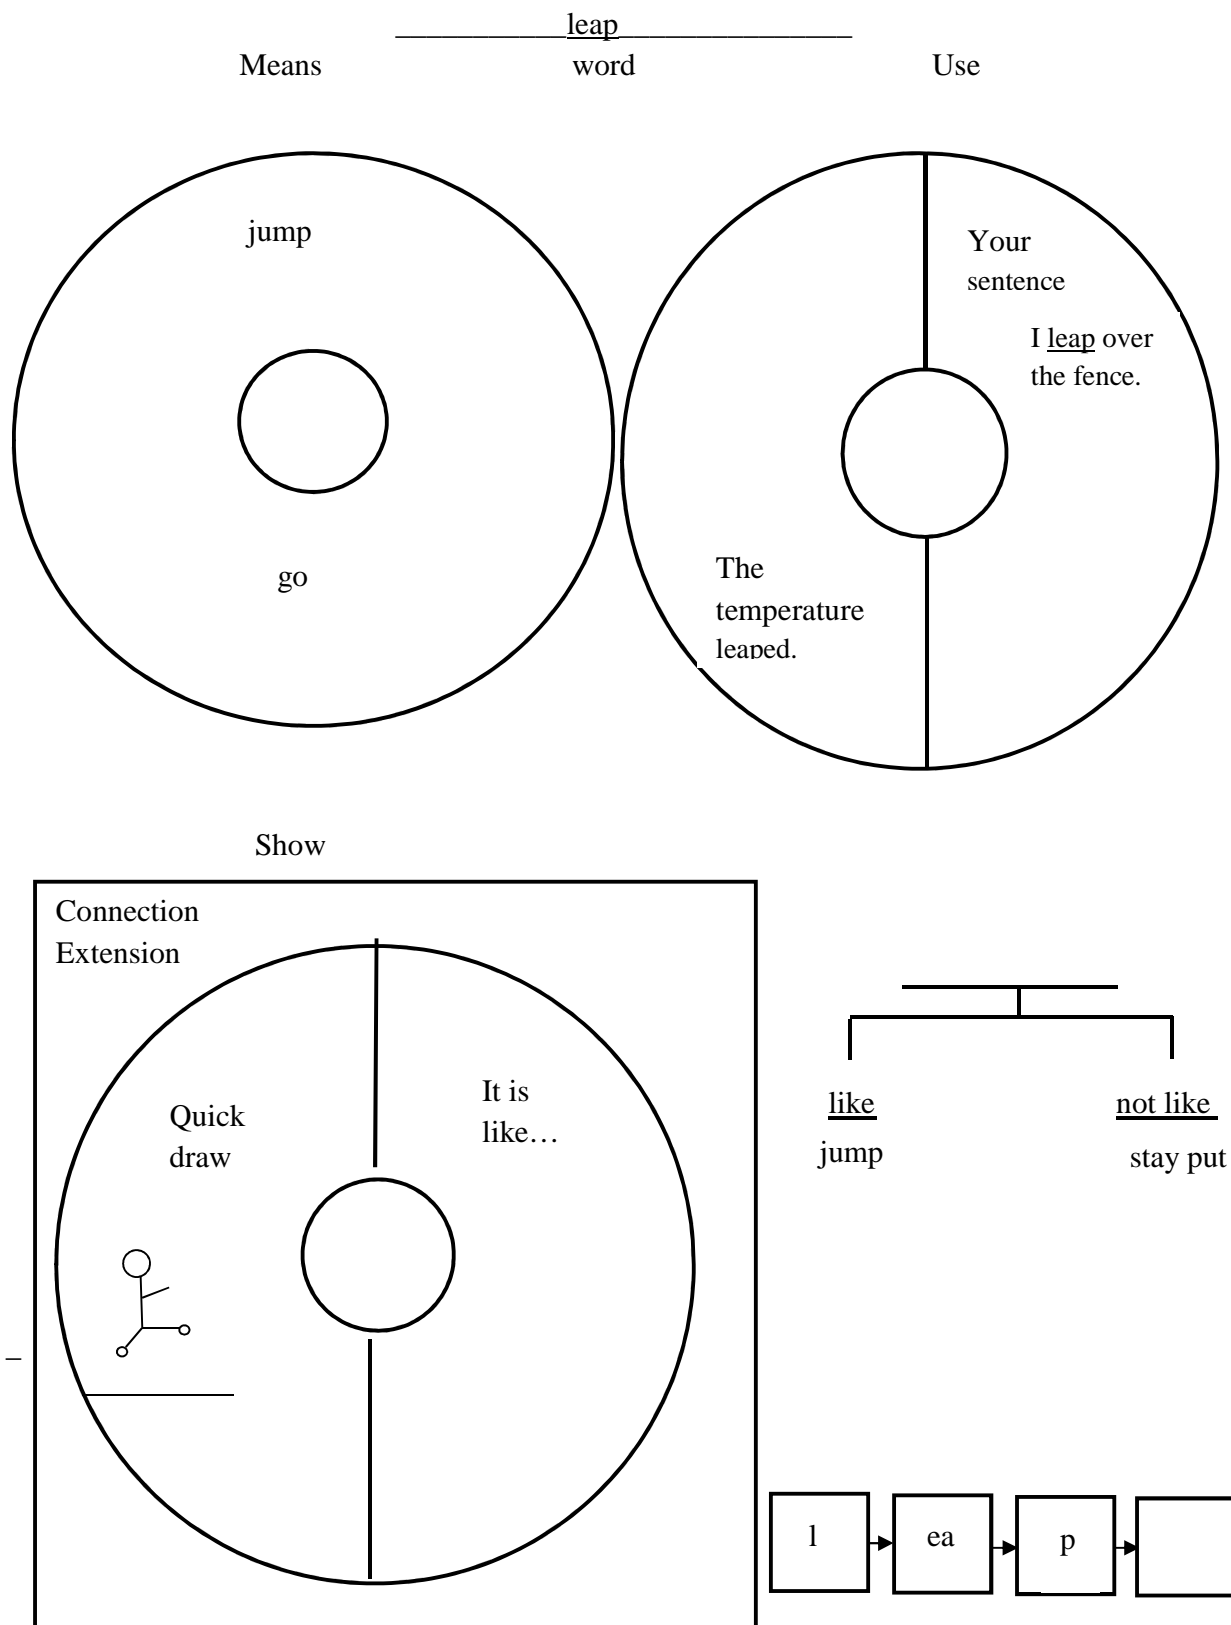 leap
Means word Use
jump
go
Your
sentence
I leap over
the fence.
The
temperature
leaped.
Show
Connection
Extension
Quick
draw
It is
like…
like
jump
not like
stay put
l ea p